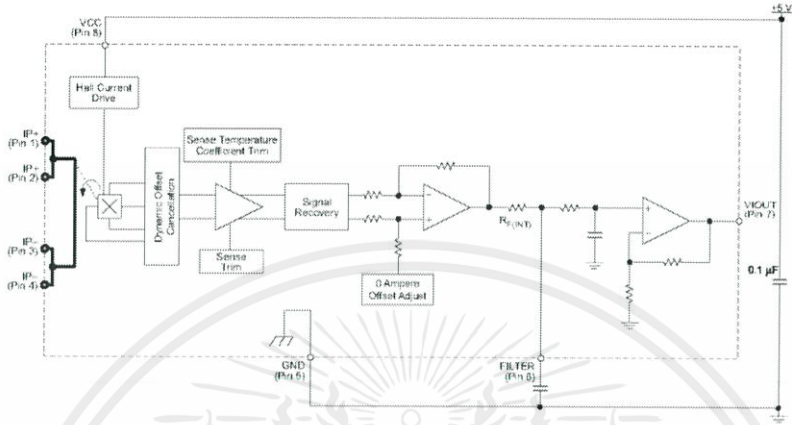 +5 V
VCC
(Pin 8)
Hall Current
Drive
IP+
(Pin 1)
IP+
(Pin 2)
IP−
(Pin 3)
IP−
(Pin 4)
Dynamic Offset
Cancellation
Sense Temperature
Coefficient Trim
Sense
Trim
Signal
Recovery
0 Ampere
Offset Adjust
RF(INT)
VIOUT
(Pin 7)
0.1 µF
GND
(Pin 5)
FILTER
(Pin 6)